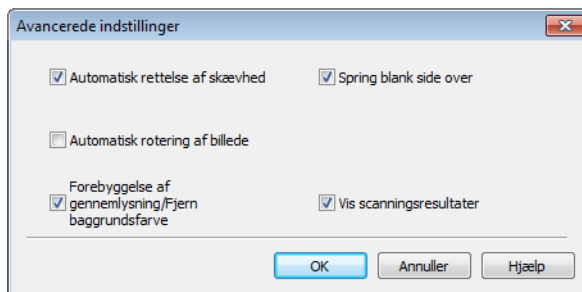 Avancerede indstillinger
Automatisk rettelse af skævhed
Spring blank side over
Automatisk rotering af billede
Forebyggelse af
gennemlysning/Fjern
baggrundsfarve
Vis scanningsresultater
OK
Annuller
Hjælp